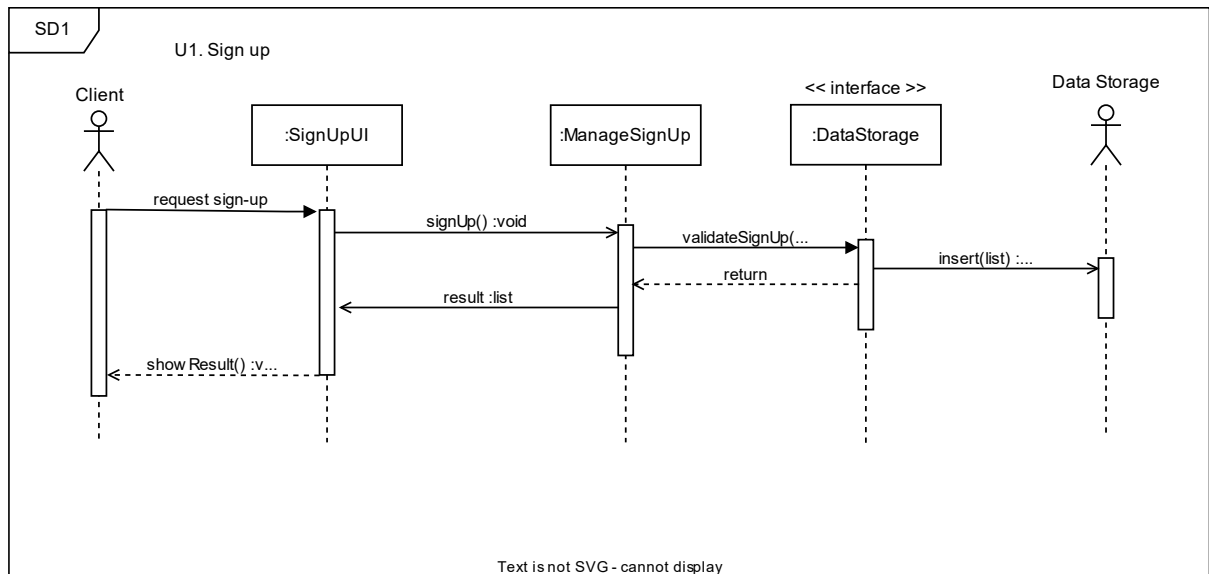 SD1
U1. Sign up
Client
<< interface >>
Data Storage
:SignUpUI
:ManageSignUp
:DataStorage
request sign-up
signUp() :void
validateSignUp(...
insert(list) :...
return
result :list
show Result() :v...
Text is not SVG - cannot display